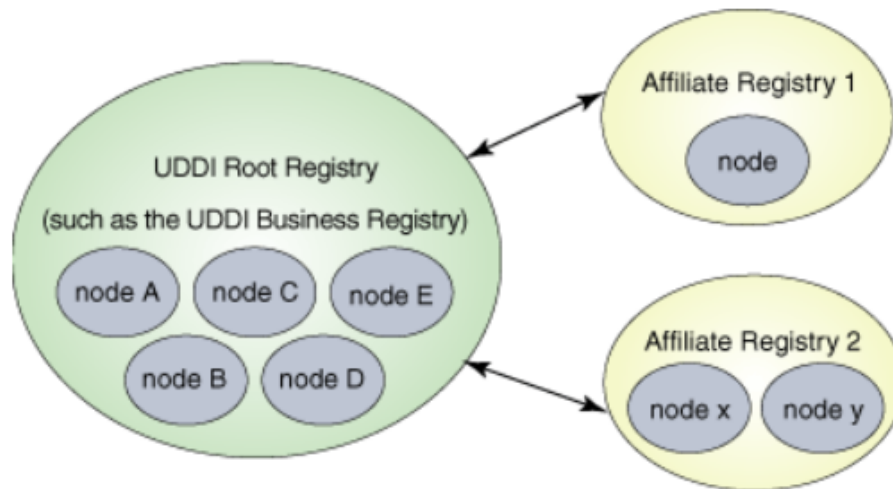 UDDI Root Registry
(such as the UDDI Business Registry)
node A
node C
node E
node B
node D
Affiliate Registry 1
node
Affiliate Registry 2
node x
node y